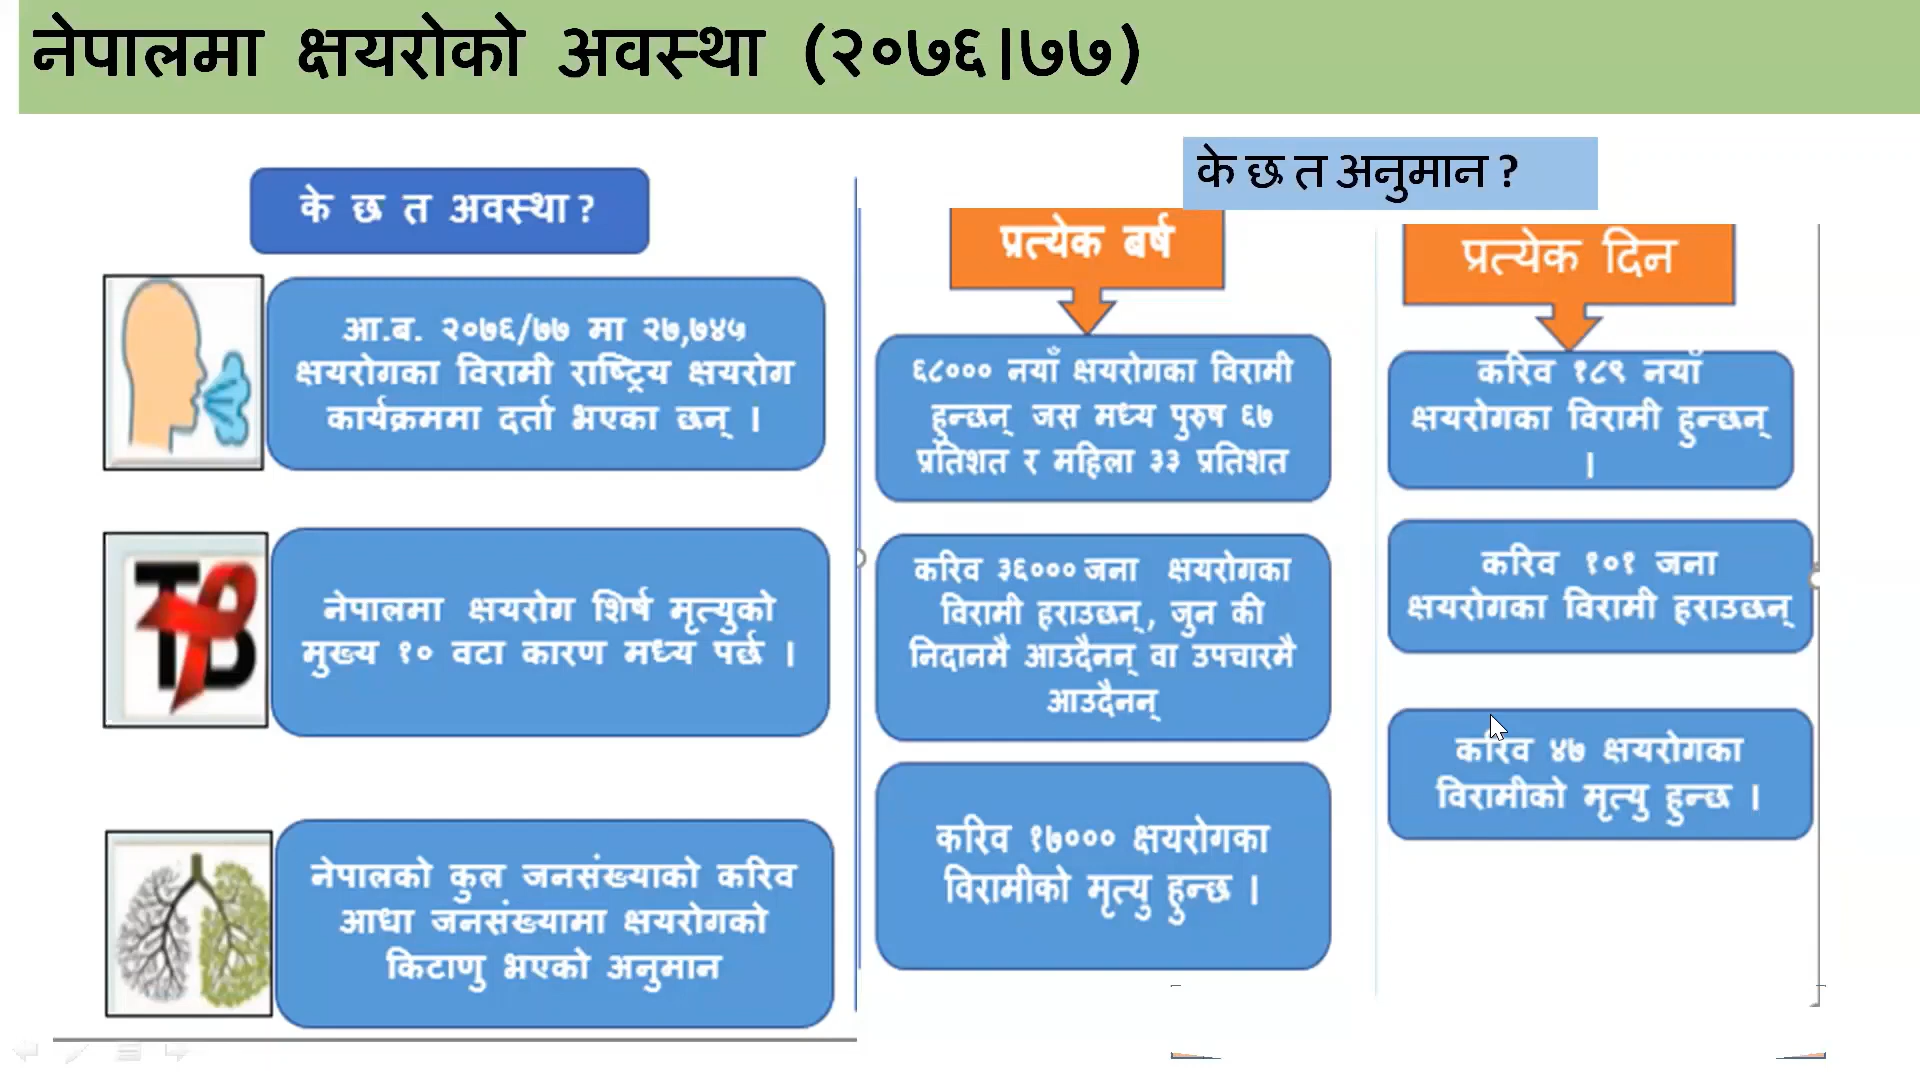 नेपालमा क्षयरोको अवस्था (२०७६।७७)
के छ त अवस्था?
आ.ब. २०७६/७७ मा २७,७४५
क्षयरोगका विरामी राष्ट्रिय क्षयरोग
कार्यक्रममा दर्ता भएका छन् ।
TB
नेपालमा क्षयरोग शिर्ष मृत्युको
मुख्य १० वटा कारण मध्य पर्छ ।
नेपालको कुल जनसंख्याको करिव
आधा जनसंख्यामा क्षयरोगको
किटाणु भएको अनुमान
के छ त अनुमान ?
प्रत्येक बर्ष
६८००० नयाँ क्षयरोगका विरामी
हुन्छन् जस मध्य पुरुष ६७
प्रतिशत र महिला ३३ प्रतिशत
करिव ३६००० जना क्षयरोगका
विरामी हराउछन्, जुन की
निदानमै आउदैनन् वा उपचारमै
आउदैनन्
करिव १७००० क्षयरोगका
विरामीको मृत्यु हुन्छ ।
प्रत्येक दिन
करिव १८९ नयाँ
क्षयरोगका विरामी हुन्छन्
।
करिव १०१ जना
क्षयरोगका विरामी हराउछन्
करिव ४७ क्षयरोगका
विरामीको मृत्यु हुन्छ ।